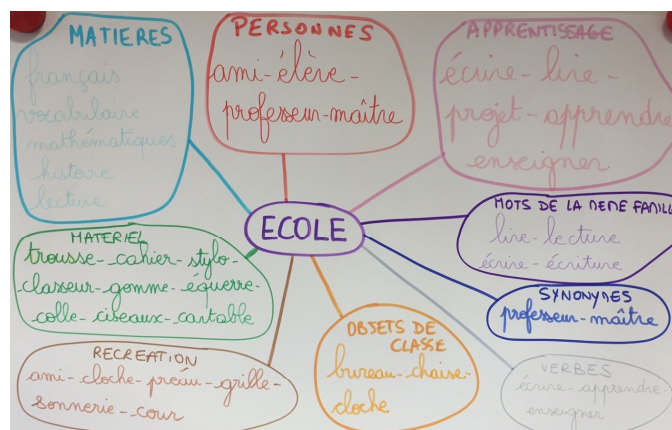 MATIERES
français
vocabulaire
mathématiques
histoire
lecture
PERSONNES
ami - élève -
professeur - maître
APPRENTISSAGE
écrire - lire -
projet - apprendre
enseigner
ECOLE
MOTS DE LA MEME FAMILL
lire - lecture
écrire - écriture
MATERIEL
trousse - cahier - stylo -
classeur - gomme - équerre -
colle - ciseaux - cartable
SYNONYMES
professeur - maître
RECREATION
ami - cloche - préau - grille -
sonnerie - cour
OBJETS DE
CLASSE
bureau - chaise -
cloche
VERBES
écrire - apprendre -
enseigner